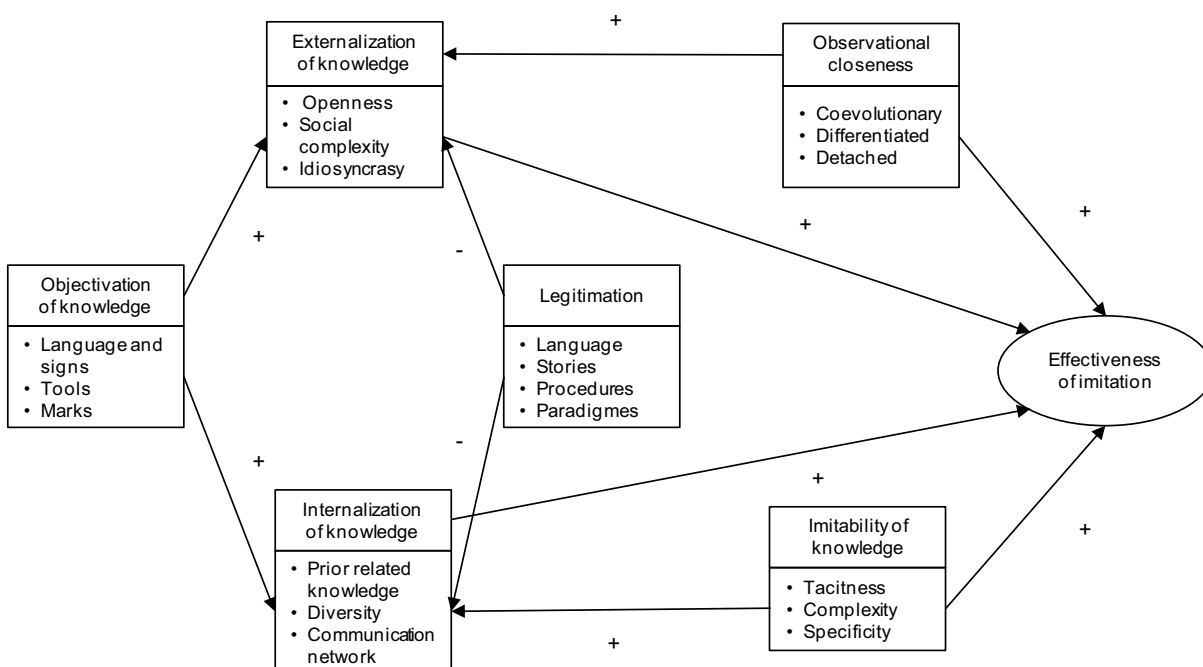 +
Externalization
of knowledge
• Openness
• Social
complexity
• Idiosyncrasy
Observational
closeness
• Coevolutionary
• Differentiated
• Detached
+
+
+
-
Objectivation
of knowledge
• Language and
signs
• Tools
• Marks
Legitimation
• Language
• Stories
• Procedures
• Paradigmes
Effectiveness
of imitation
-
+
+
Internalization
of knowledge
• Prior related
knowledge
• Diversity
• Communication
network
Imitability of
knowledge
• Tacitness
• Complexity
• Specificity
+
+